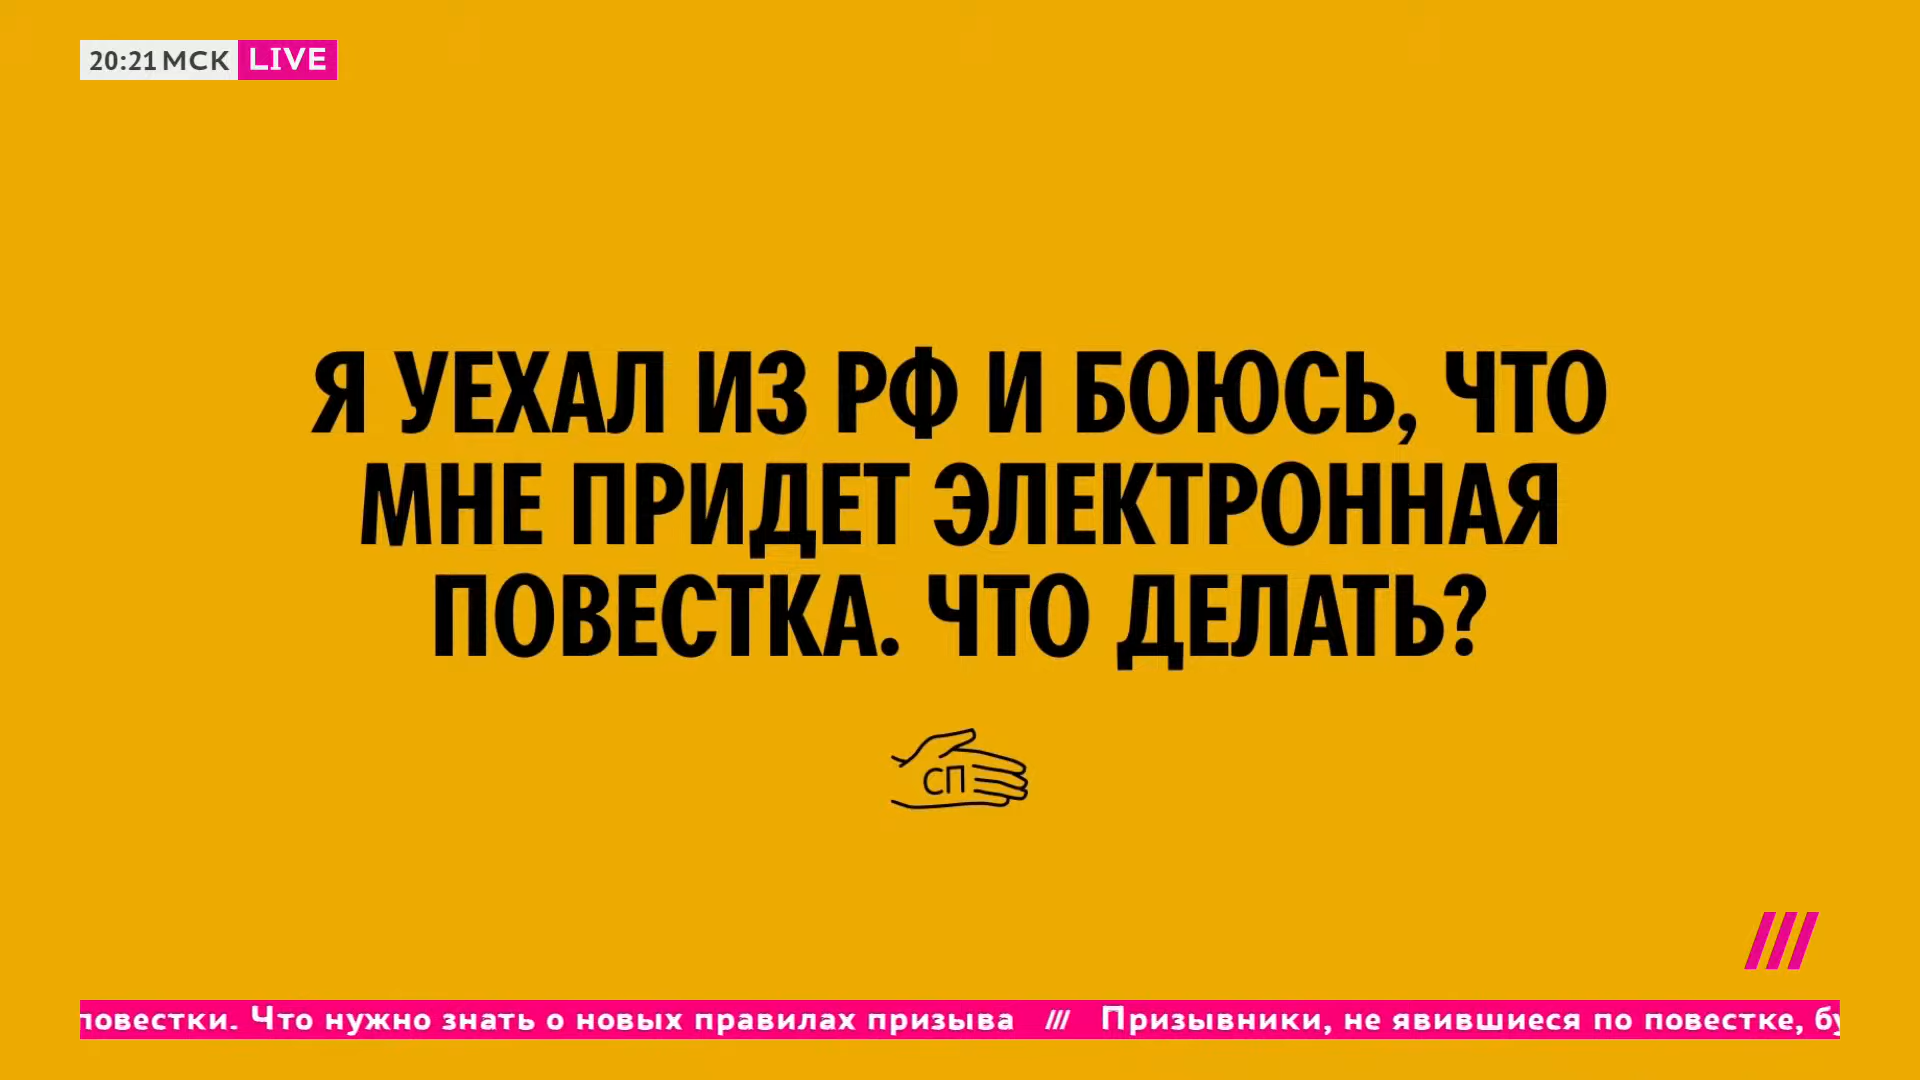 20:21 МСК LIVE
Я УЕХАЛ ИЗ РФ И БОЮСЬ, ЧТО
МНЕ ПРИДЕТ ЭЛЕКТРОННАЯ
ПОВЕСТКА. ЧТО ДЕЛАТЬ?
СП
повестки. Что нужно знать о новых правилах призыва /// Призывники, не явившиеся по повестке,